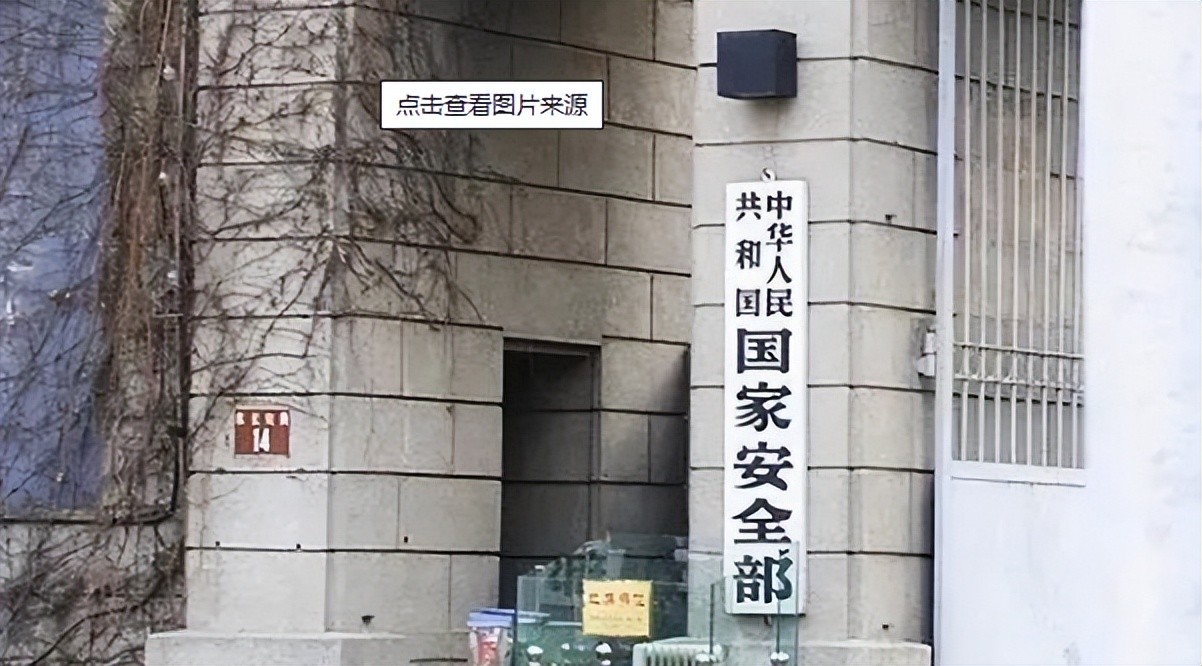 点击查看图片来源
中华人民
共和国
国家安全部
14